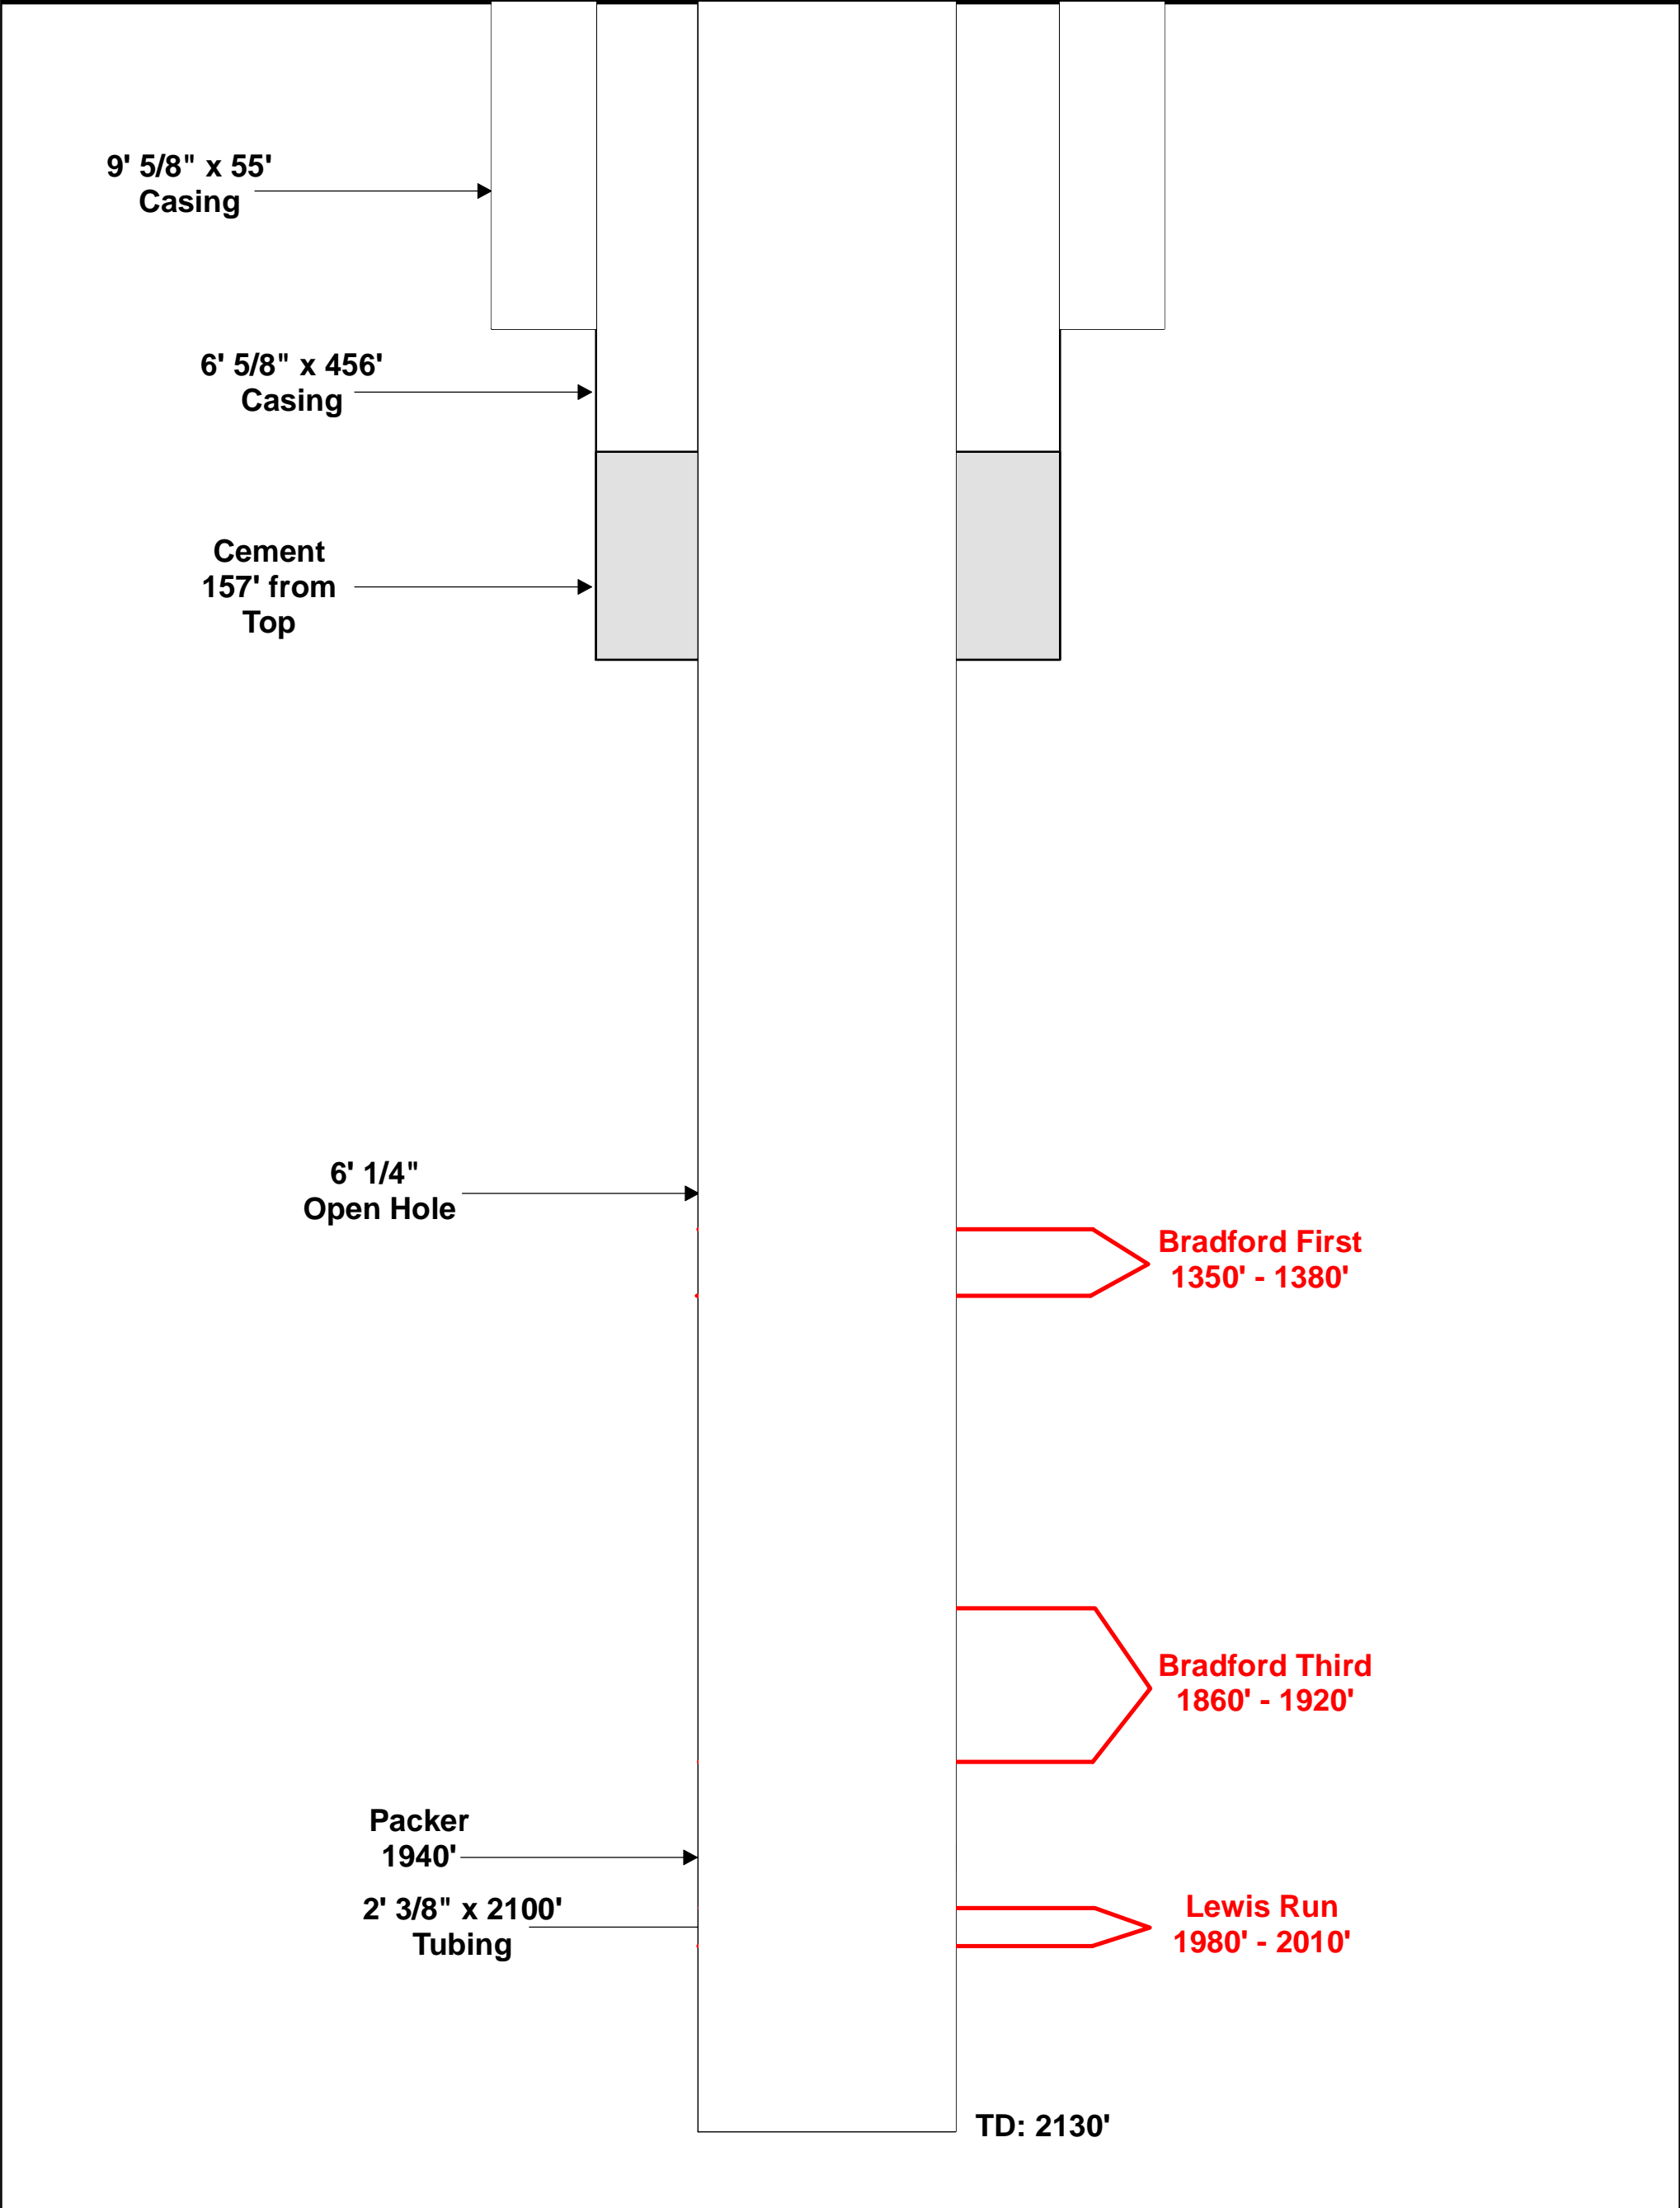 9' 5/8" x 55'
Casing
6' 5/8" x 456'
Casing
Cement
157' from
Top
6' 1/4"
Open Hole
Bradford First
1350' - 1380'
Bradford Third
1860' - 1920'
Packer
1940'
2' 3/8" x 2100'
Tubing
Lewis Run
1980' - 2010'
TD: 2130'